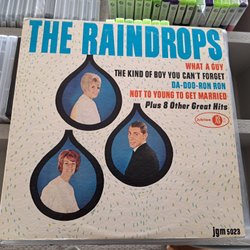 THE RAINDROPS
WHAT A GUY
THE KIND OF BOY YOU CAN'T FORGET
DA-DOO-RON RON
NOT TO YOUNG TO GET MARRIED
Plus 8 Other Great Hits
jgm 5023